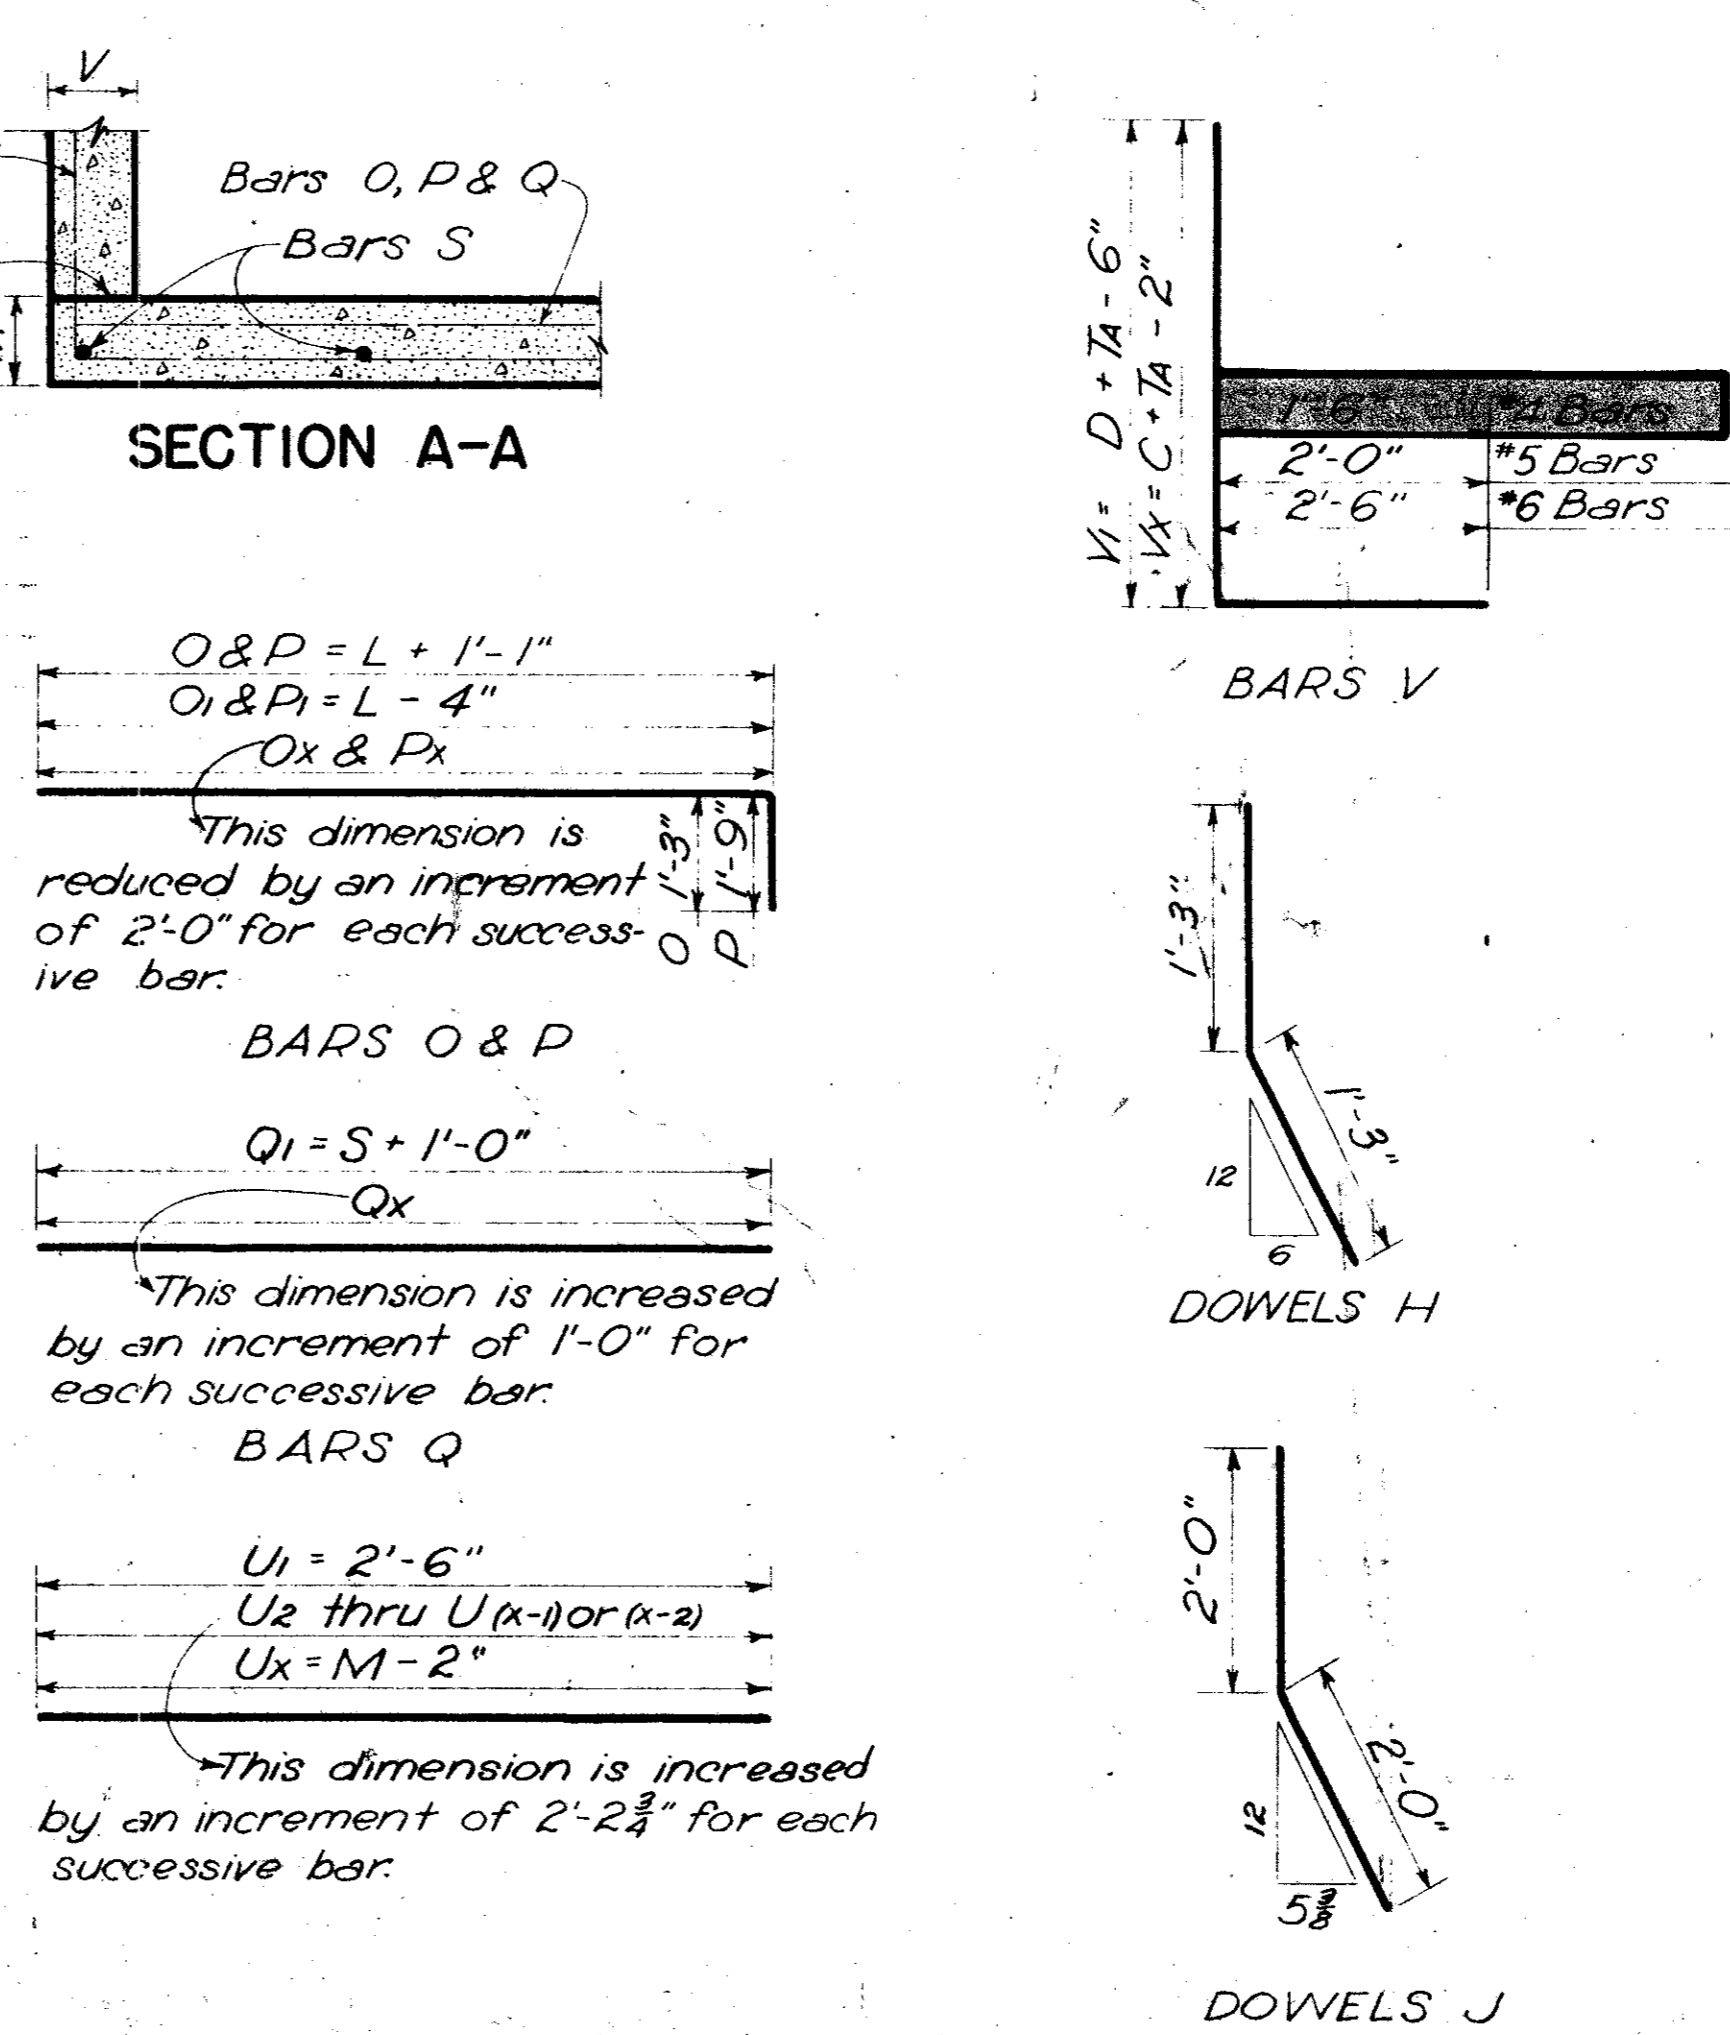 V
Bars O, P & Q
Bars S
SECTION A-A
O & P = L + 1'-1"
O1 & P1 = L - 4"
Ox & Px
This dimension is
reduced by an increment
of 2'-0" for each success-
ive bar.
1'-3"
1'-9"
O
P
BARS O & P
Q1 = S + 1'-0"
Qx
This dimension is increased
by an increment of 1'-0" for
each successive bar.
BARS Q
U1 = 2'-6"
U2 thru U(x-1) or (x-2)
Ux = M - 2"
This dimension is increased
by an increment of 2'-2 3/4" for each
successive bar.
V1 = D + TA - 6"
Vx = C + TA - 2"
1'-6" #4 Bars
2'-0" #5 Bars
2'-6" #6 Bars
BARS V
1'-3"
1'-3"
12
6
DOWELS H
2'-0"
2'-0"
12
5 3/8
DOWELS J